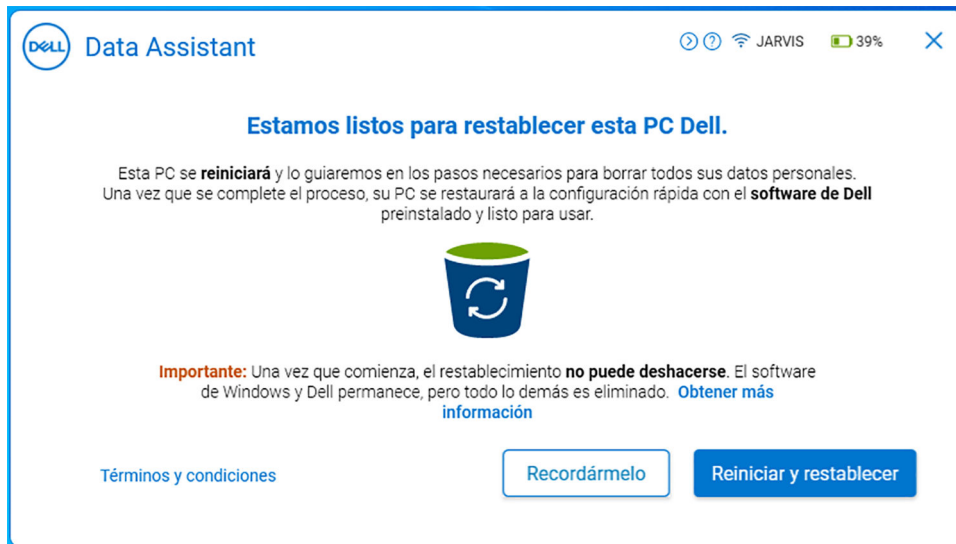 DELL
Data Assistant
JARVIS
39%
Estamos listos para restablecer esta PC Dell.
Esta PC se reiniciará y lo guiaremos en los pasos necesarios para borrar todos sus datos personales.
Una vez que se complete el proceso, su PC se restaurará a la configuración rápida con el software de Dell
preinstalado y listo para usar.
Importante: Una vez que comienza, el restablecimiento no puede deshacerse. El software
de Windows y Dell permanece, pero todo lo demás es eliminado. Obtener más
información
Términos y condiciones
Recordármelo
Reiniciar y restablecer